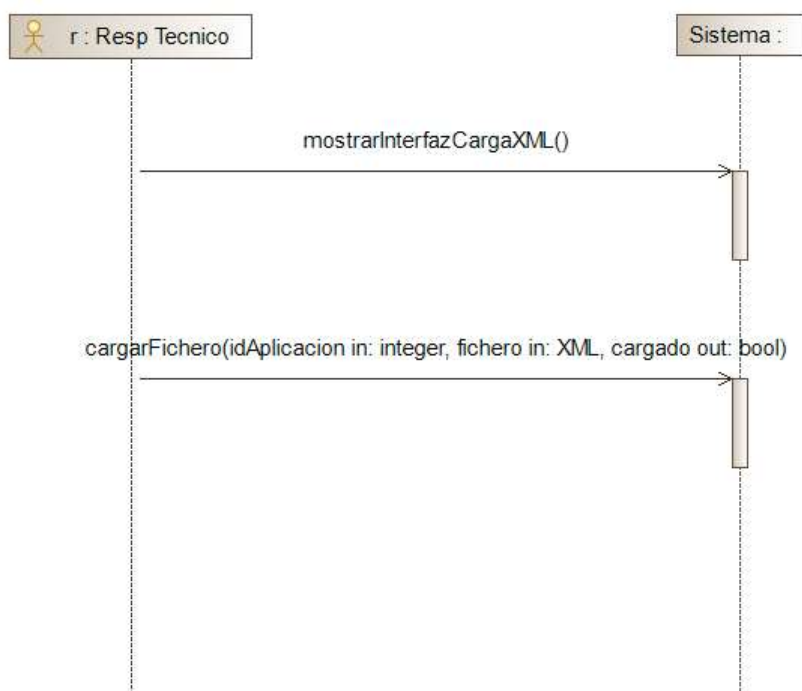 r : Resp Tecnico
Sistema :
mostrarInterfazCargaXML()
cargarFichero(idAplicacion in: integer, fichero in: XML, cargado out: bool)